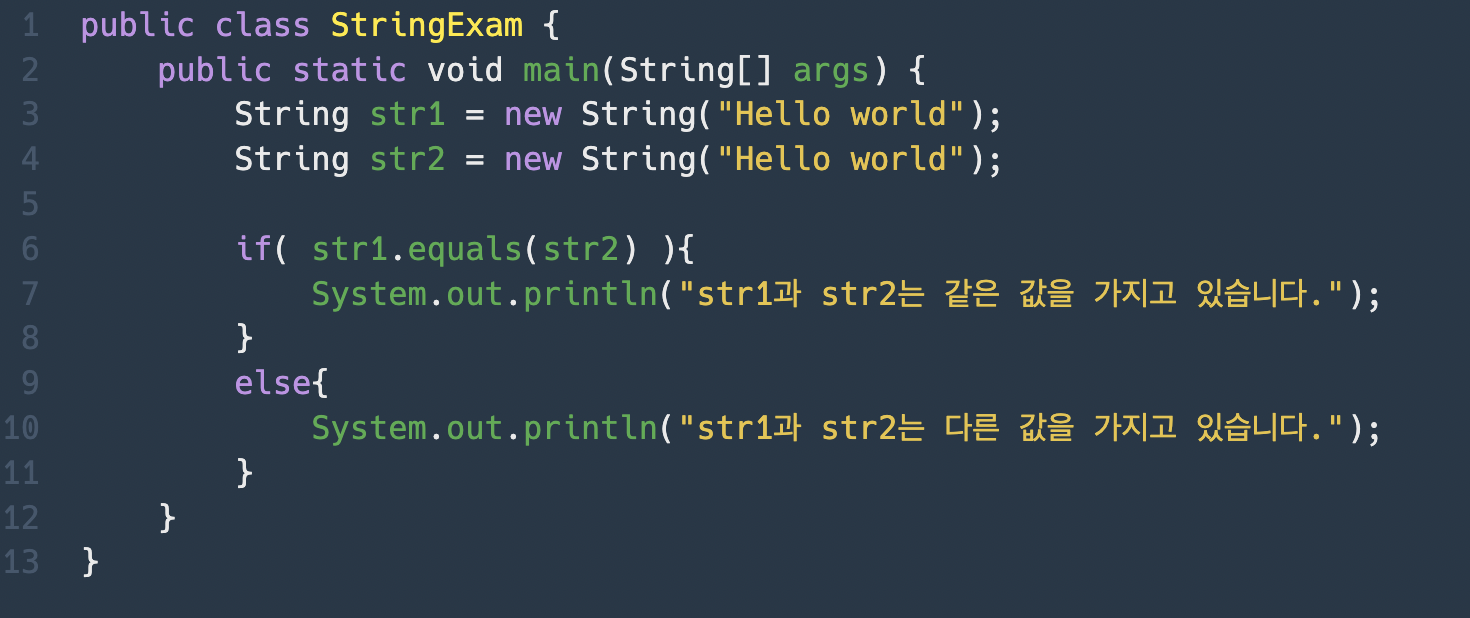 1 public class StringExam {
2 public static void main(String[] args) {
3 String str1 = new String("Hello world");
4 String str2 = new String("Hello world");
5
6 if( str1.equals(str2) ){
7 System.out.println("str1과 str2는 같은 값을 가지고 있습니다.");
8 }
9 else{
10 System.out.println("str1과 str2는 다른 값을 가지고 있습니다.");
11 }
12 }
13 }